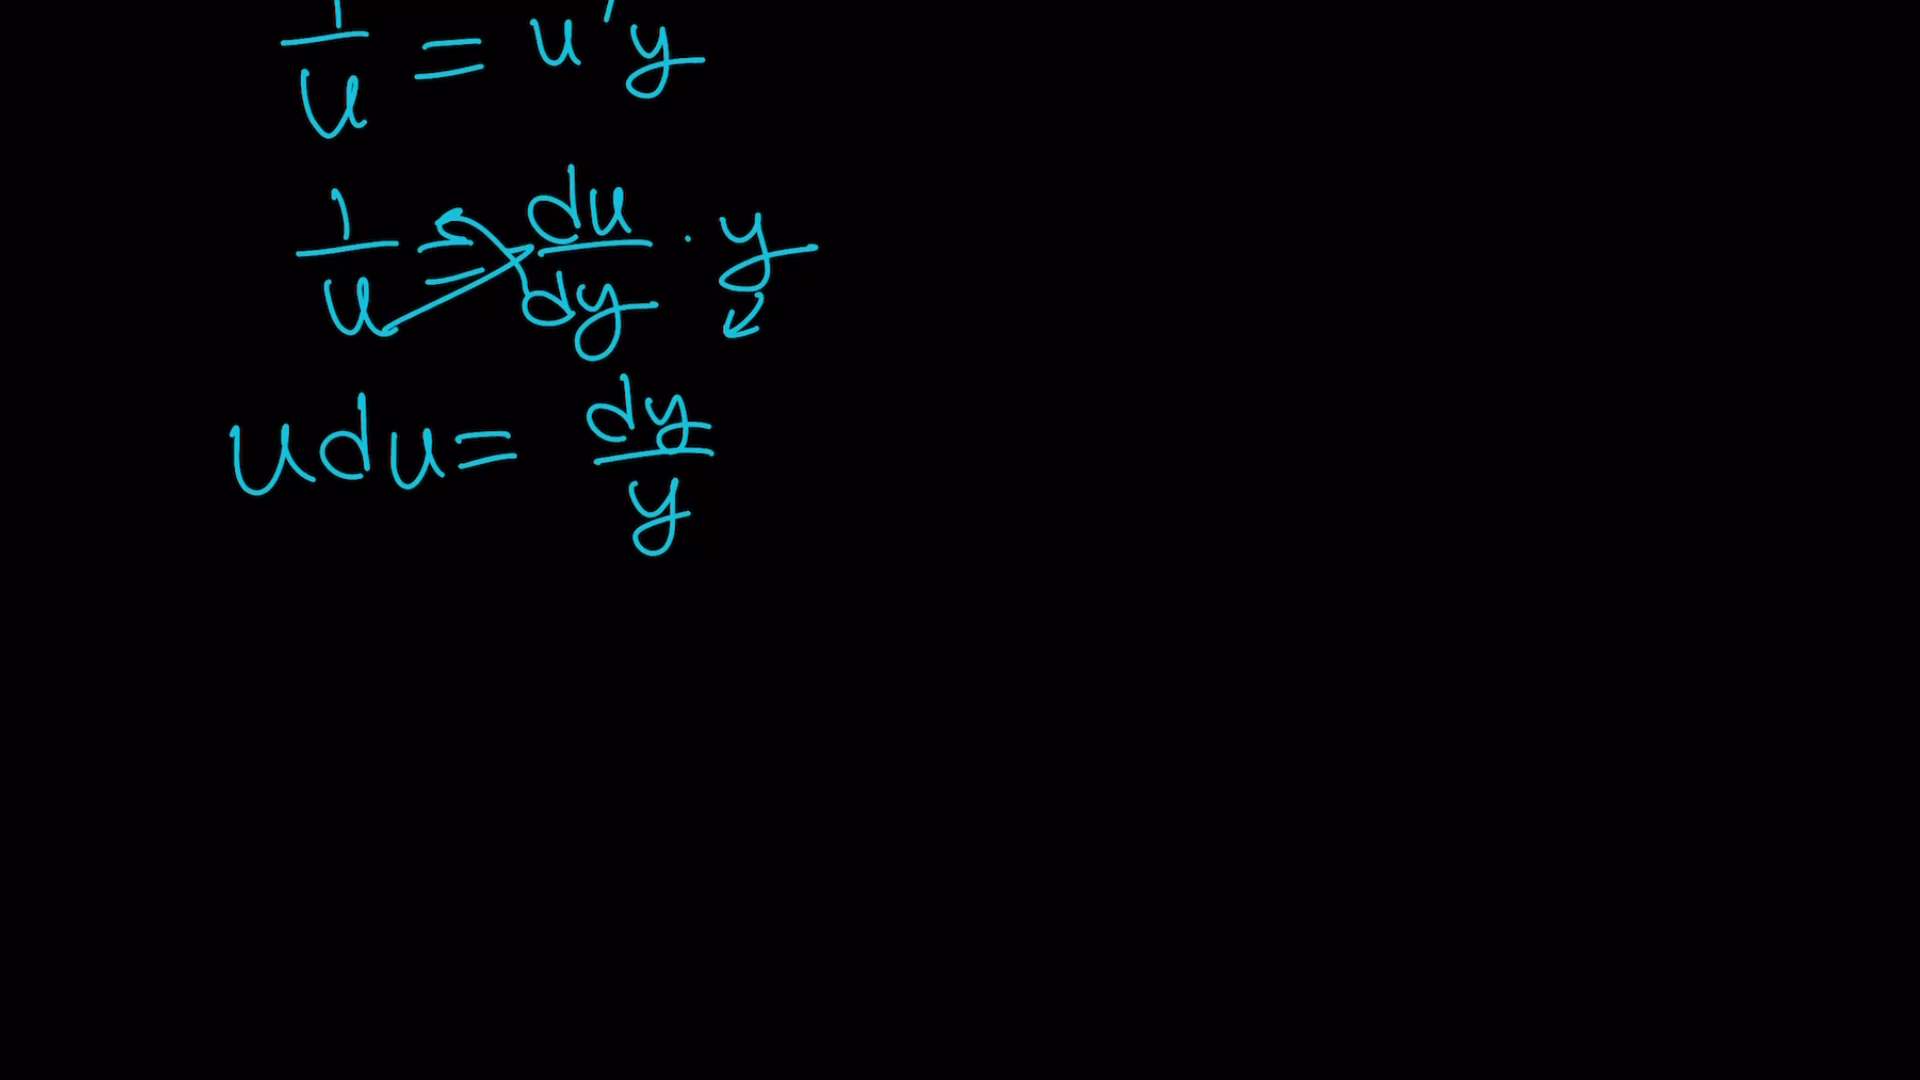 1/u = u'y
1/u = du/dy · y
udu = dy/y